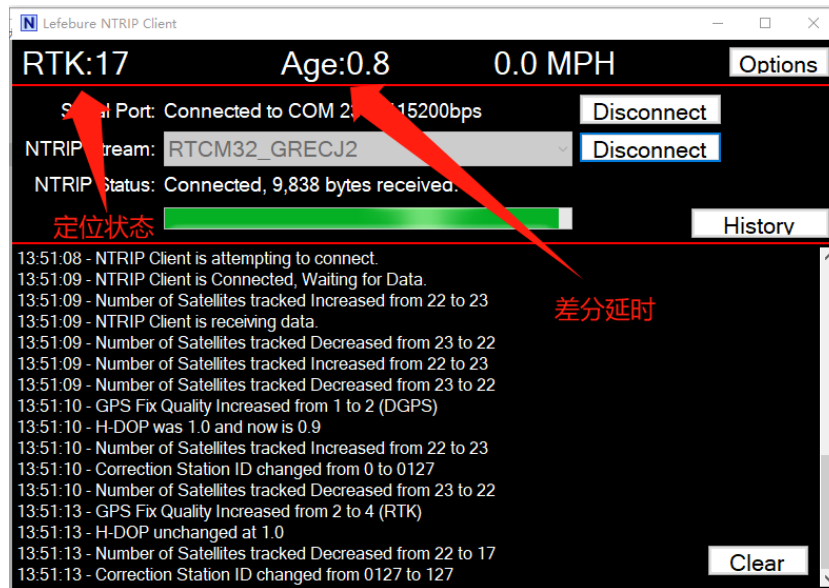 Lefebure NTRIP Client
RTK:17 Age:0.8 0.0 MPH Options
Port: Connected to COM 15200bps Disconnect
NTRIP RTCM32_GRECJ2 Disconnect
NTRIP Status: Connected, 9,838 bytes received.
定位状态
History
13:51:08 - NTRIP Client is attempting to connect.
13:51:09 - NTRIP Client is Connected, Waiting for Data.
13:51:09 - Number of Satellites tracked Increased from 22 to 23
差分延时
13:51:09 - NTRIP Client is receiving data.
13:51:09 - Number of Satellites tracked Decreased from 23 to 22
13:51:09 - Number of Satellites tracked Increased from 22 to 23
13:51:09 - Number of Satellites tracked Decreased from 23 to 22
13:51:10 - GPS Fix Quality Increased from 1 to 2 (DGPS)
13:51:10 - H-DOP was 1.0 and now is 0.9
13:51:10 - Number of Satellites tracked Increased from 22 to 23
13:51:10 - Correction Station ID changed from 0 to 0127
13:51:10 - Number of Satellites tracked Decreased from 23 to 22
13:51:13 - GPS Fix Quality Increased from 2 to 4 (RTK)
13:51:13 - H-DOP unchanged at 1.0
13:51:13 - Number of Satellites tracked Decreased from 22 to 17
13:51:13 - Correction Station ID changed from 0127 to 127
Clear